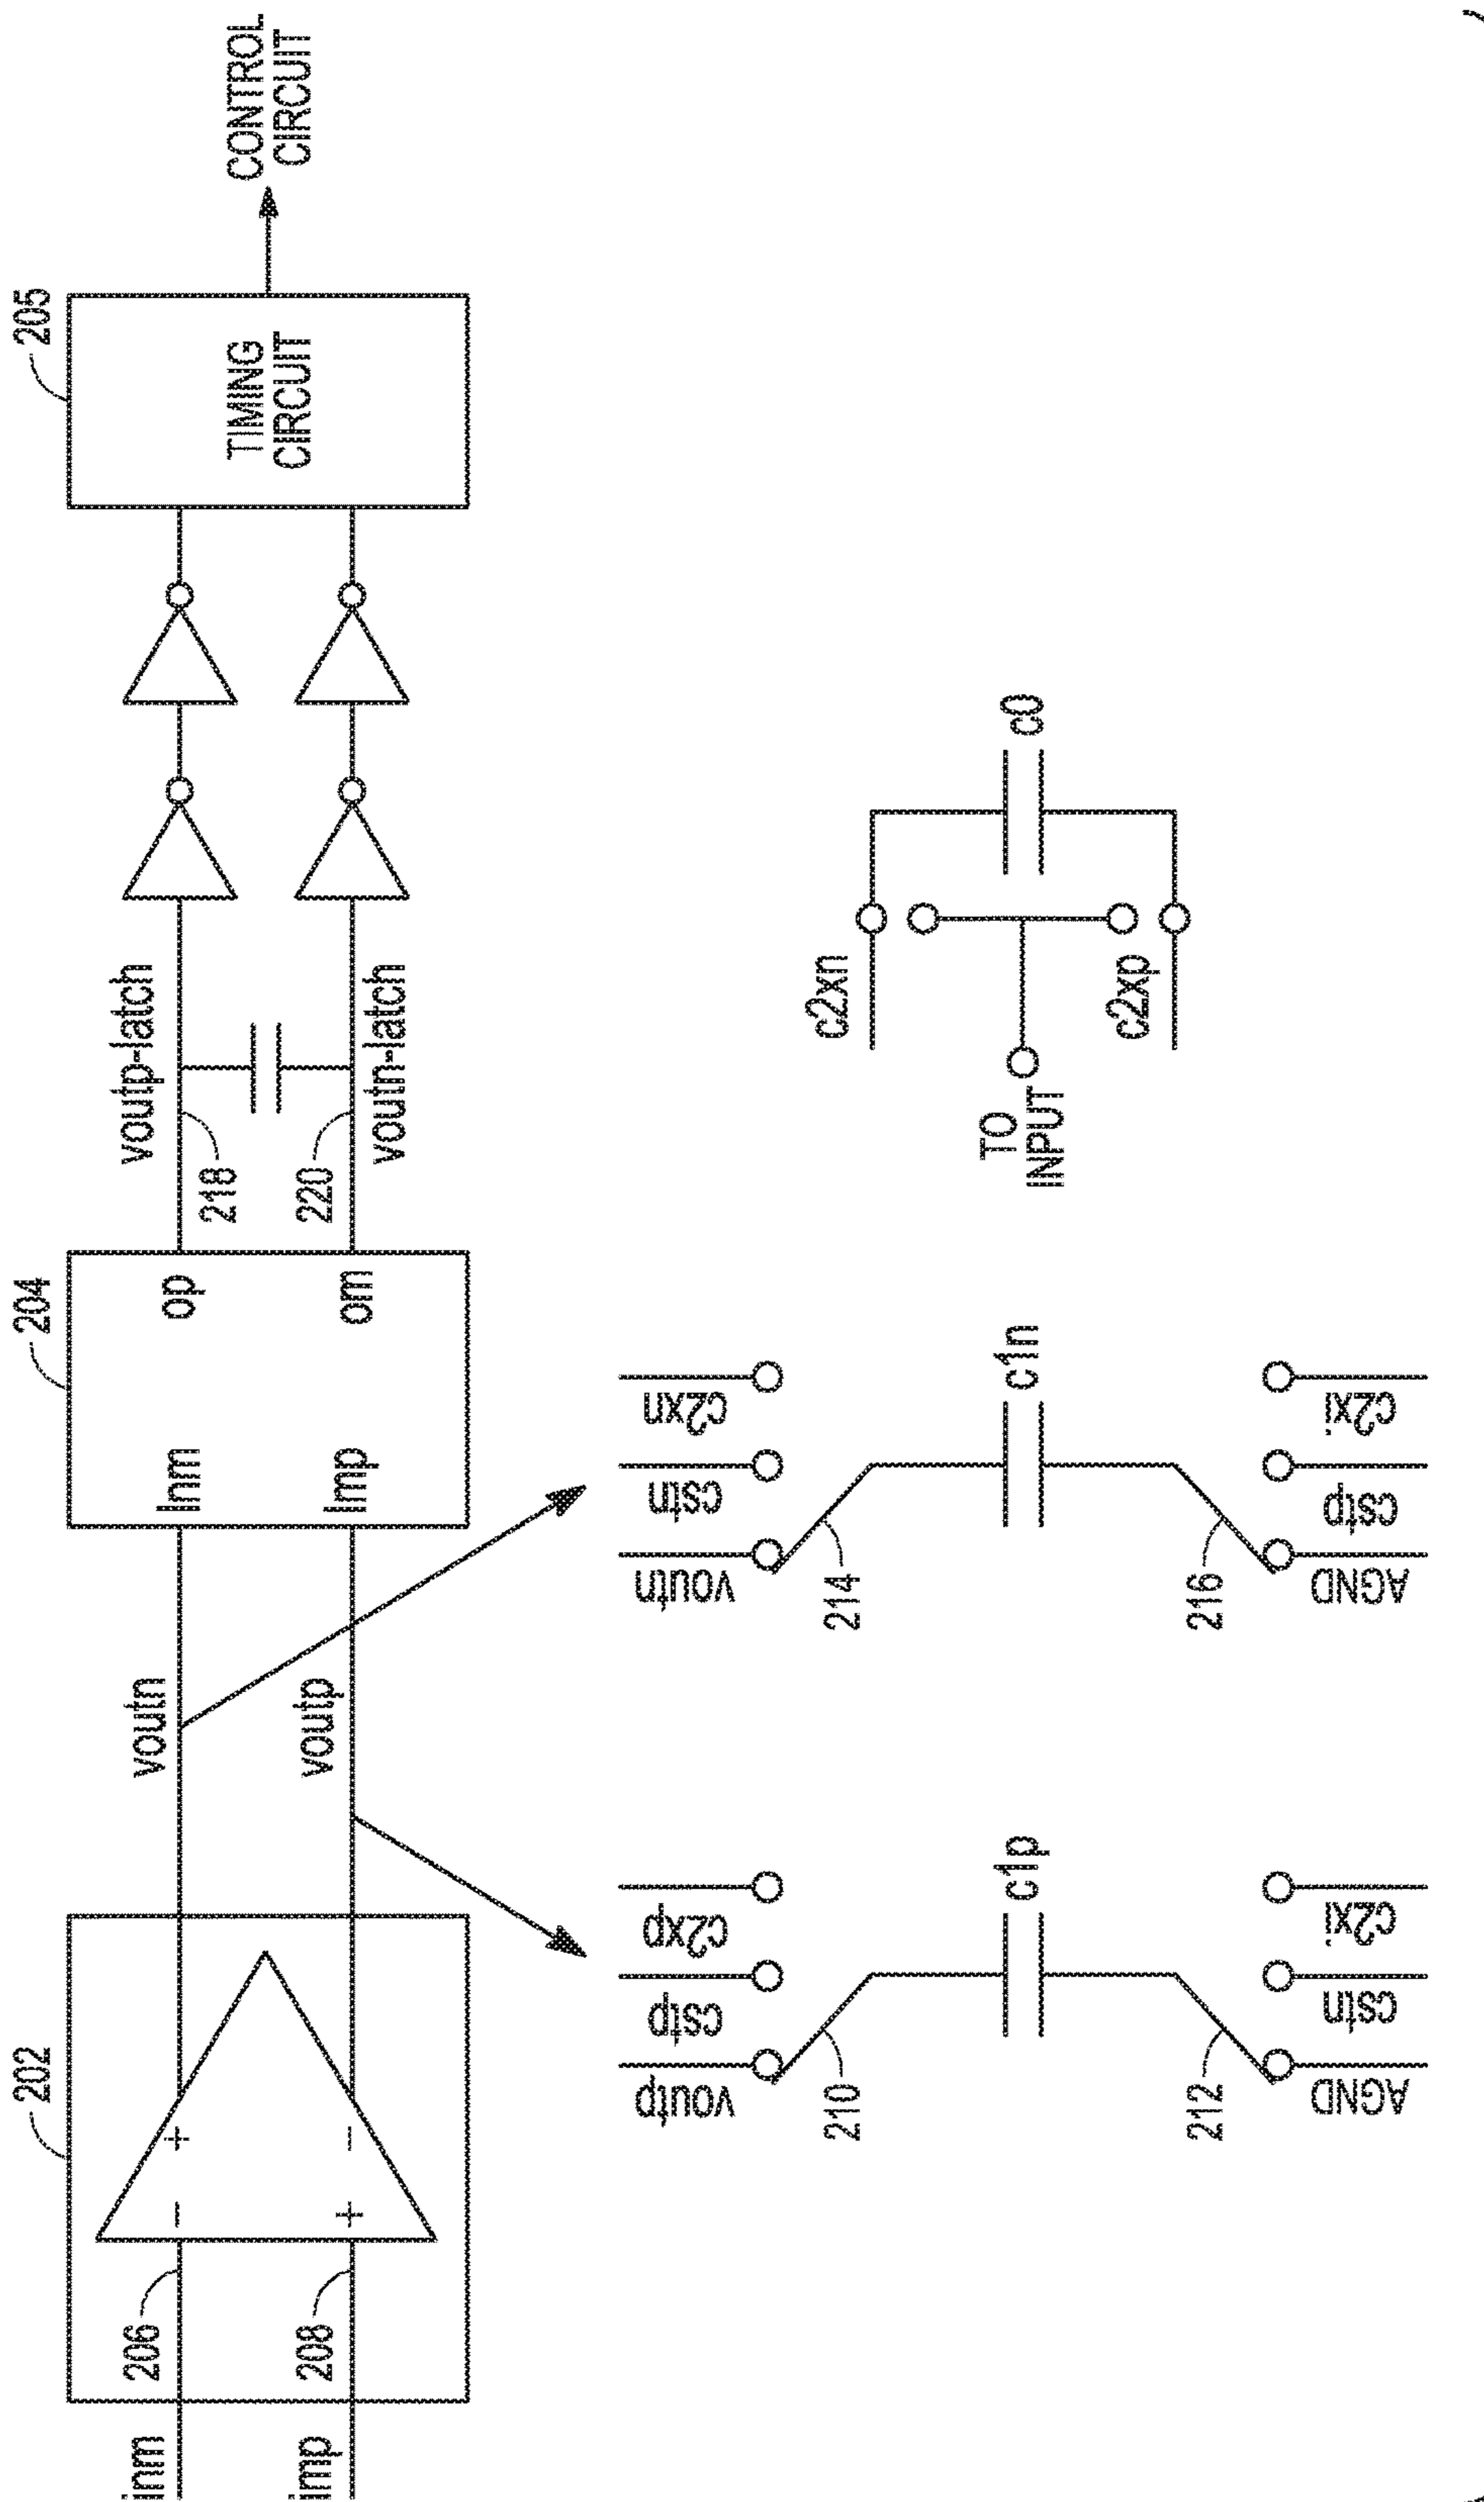 inm
imp
206
208
202
−
+
+
−
voutn
voutp
204
Inm
Imp
op
om
218
220
voutp-latch
voutn-latch
205
TIMING
CIRCUIT
CONTROL
CIRCUIT
voutp
cstp
c2xp
210
c1p
212
AGND
cstn
c2xi
voutn
cstn
c2xn
214
c1n
216
AGND
cstp
c2xi
TO
INPUT
c2xn
c2xp
c0